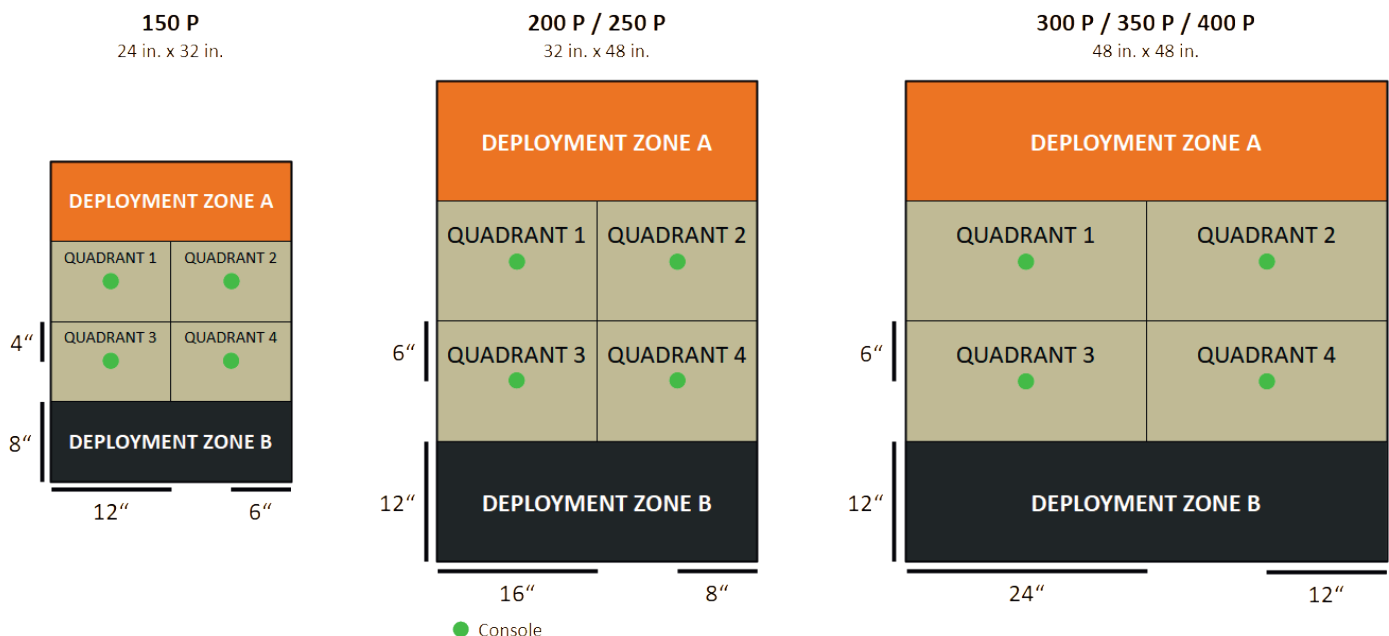 150 P
24 in. x 32 in.
DEPLOYMENT ZONE A
QUADRANT 1
QUADRANT 2
QUADRANT 3
QUADRANT 4
4“
DEPLOYMENT ZONE B
8“
12“
6“
200 P / 250 P
32 in. x 48 in.
DEPLOYMENT ZONE A
QUADRANT 1
QUADRANT 2
6“
QUADRANT 3
QUADRANT 4
12“
DEPLOYMENT ZONE B
16“
8“
Console
300 P / 350 P / 400 P
48 in. x 48 in.
DEPLOYMENT ZONE A
QUADRANT 1
QUADRANT 2
6“
QUADRANT 3
QUADRANT 4
12“
DEPLOYMENT ZONE B
24“
12“